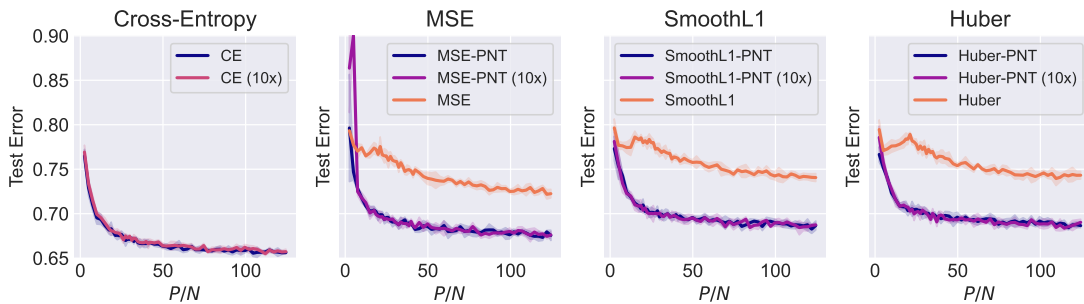 Cross-Entropy
Test Error
0.90
0.85
0.80
0.75
0.70
0.65
CE
CE (10x)
0
50
100
P/N
MSE
Test Error
MSE-PNT
MSE-PNT (10x)
MSE
0
50
100
P/N
SmoothL1
Test Error
SmoothL1-PNT
SmoothL1-PNT (10x)
SmoothL1
0
50
100
P/N
Huber
Test Error
Huber-PNT
Huber-PNT (10x)
Huber
0
50
100
P/N